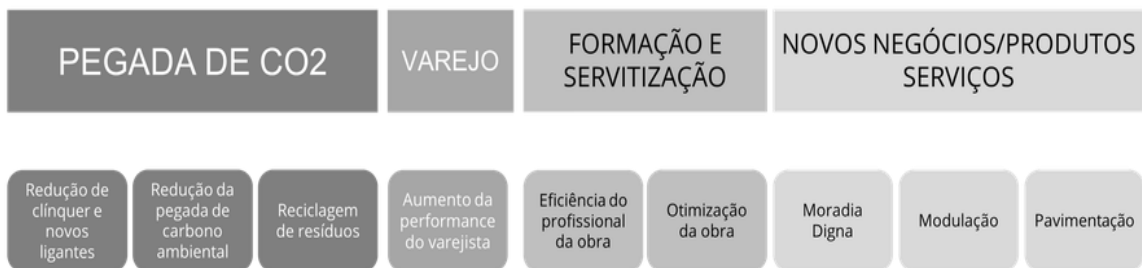 PEGADA DE CO2
VAREJO
FORMAÇÃO E
SERVITIZAÇÃO
NOVOS NEGÓCIOS/PRODUTOS
SERVIÇOS
Redução de
clínquer e
novos
ligantes
Redução da
pegada de
carbono
ambiental
Reciclagem
de resíduos
Aumento da
performance
do varejista
Eficiência do
profissional
da obra
Otimização
da obra
Moradia
Digna
Modulação
Pavimentação